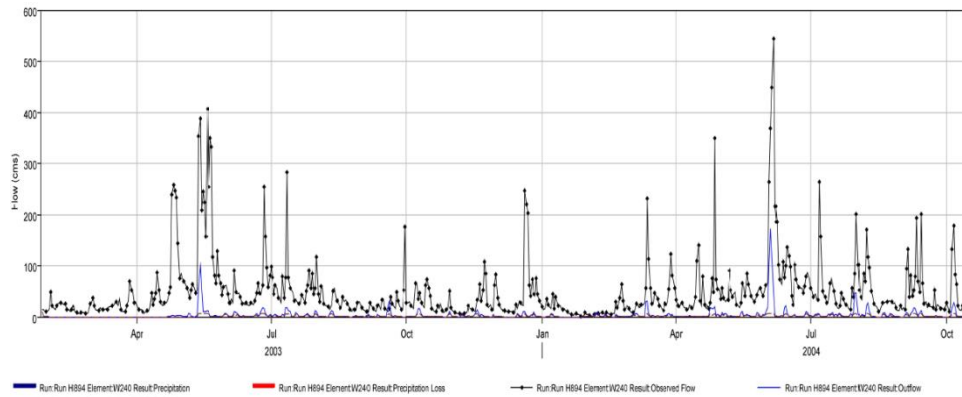 600
500
400
300
200
100
0
Flow (cms)
Apr Jul Oct Jan Apr Jul Oct
2003 2004
Run:Run H894 Element:W240 Result:Precipitation Run:Run H894 Element:W240 Result:Precipitation Loss Run:Run H894 Element:W240 Result:Observed Flow Run:Run H894 Element:W240 Result:Outflow